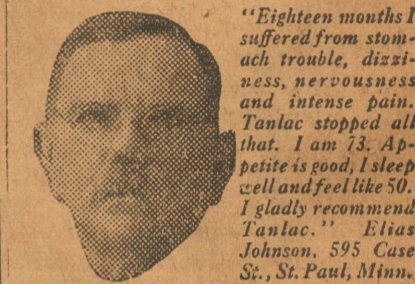 "Eighteen months I
suffered from stom-
ach trouble, dizzi-
ness, nervousness
and intense pain.
Tanlac stopped all
that. I am 73. Ap-
petite is good, I sleep
well and feel like 50.
I gladly recommend
Tanlac." Elias
Johnson, 595 Case
St., St. Paul, Minn.